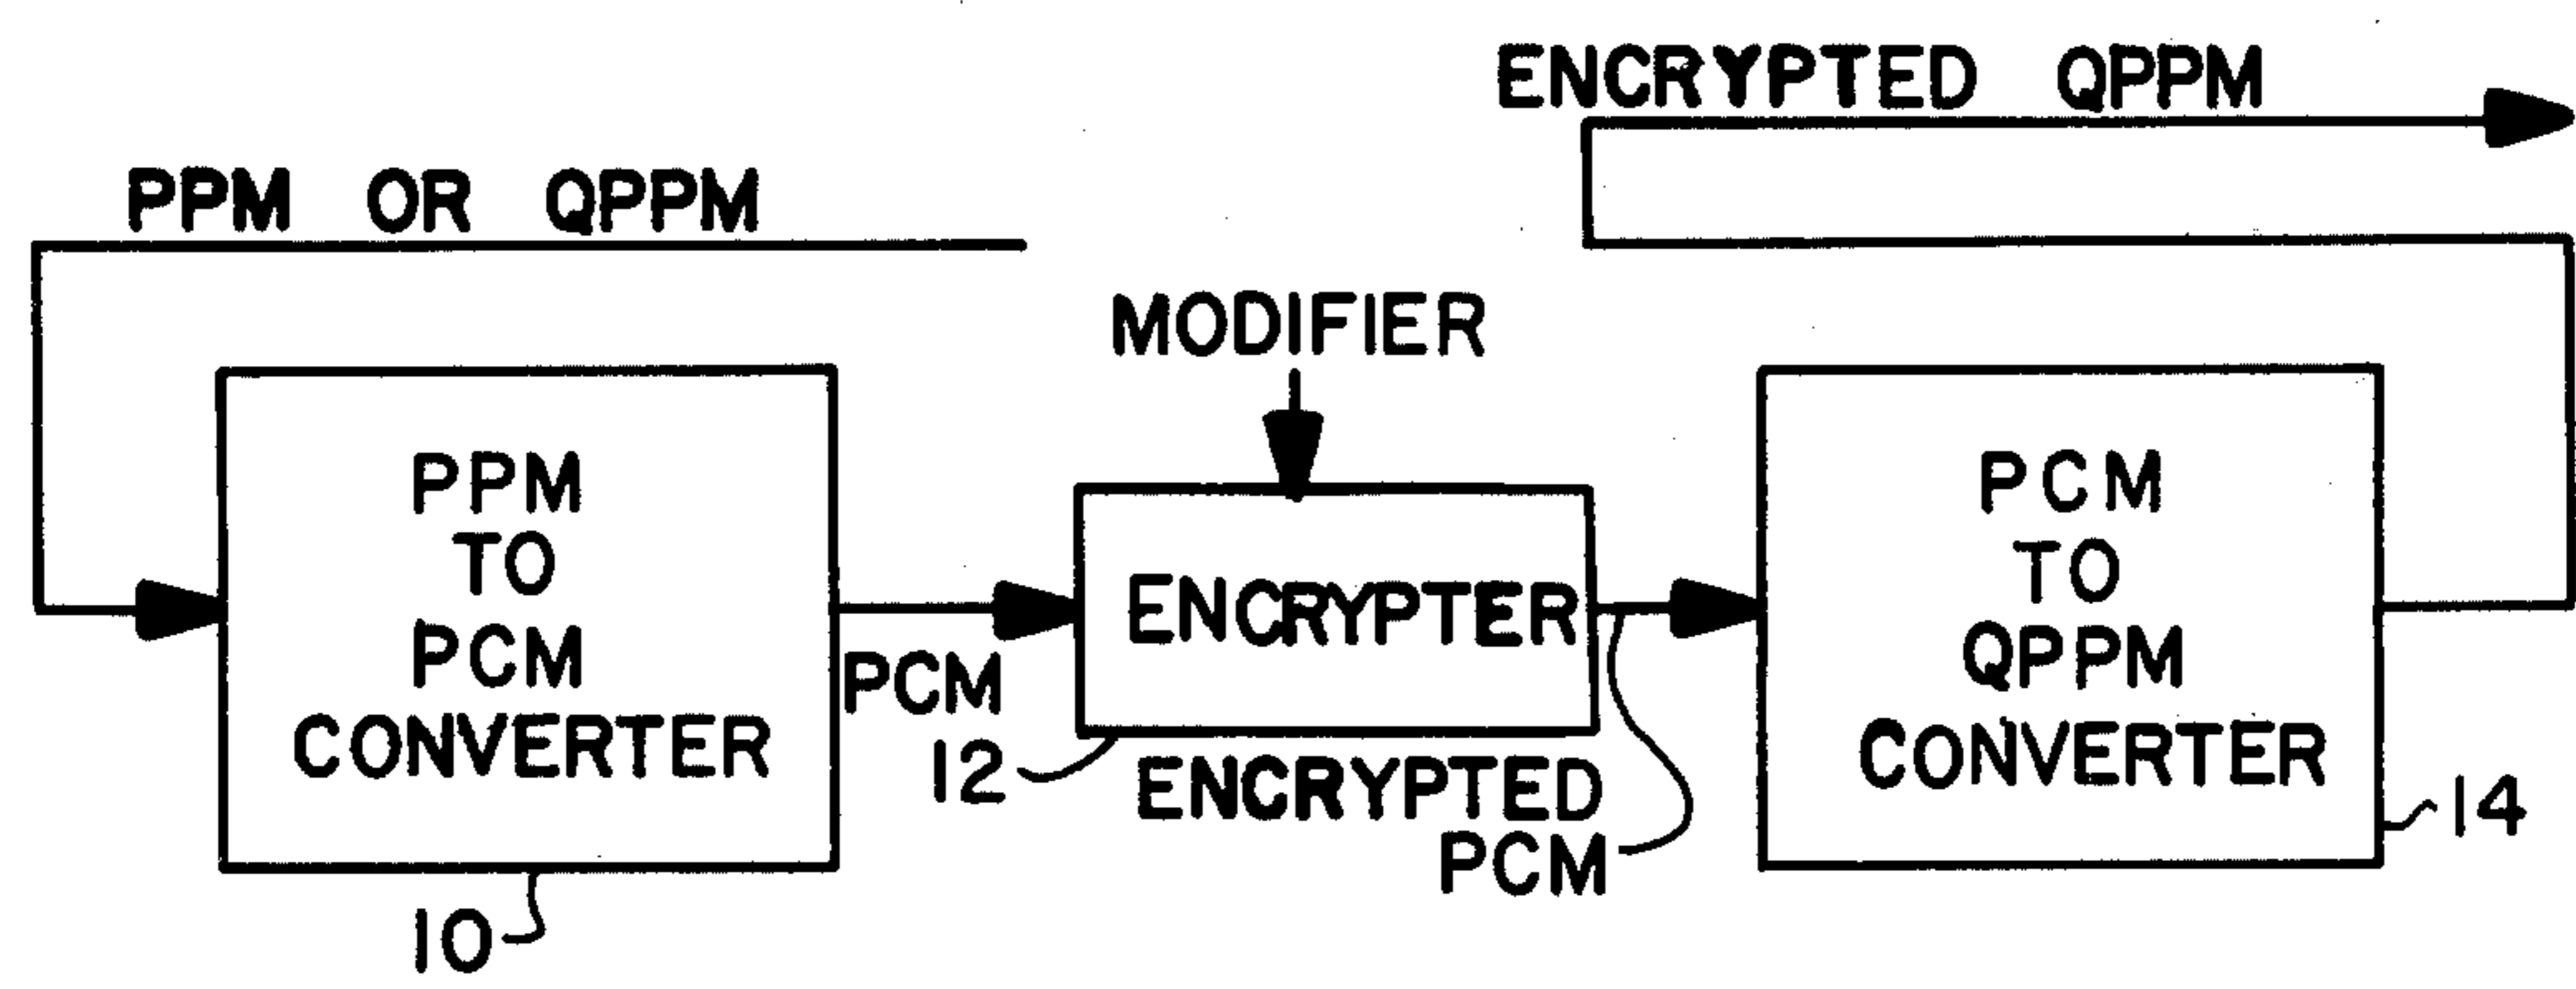 ENCRYPTED QPPM
PPM OR QPPM
MODIFIER
PPM
TO
PCM
CONVERTER
PCM
ENCRYPTER
12
ENCRYPTED
PCM
PCM
TO
QPPM
CONVERTER
14
10